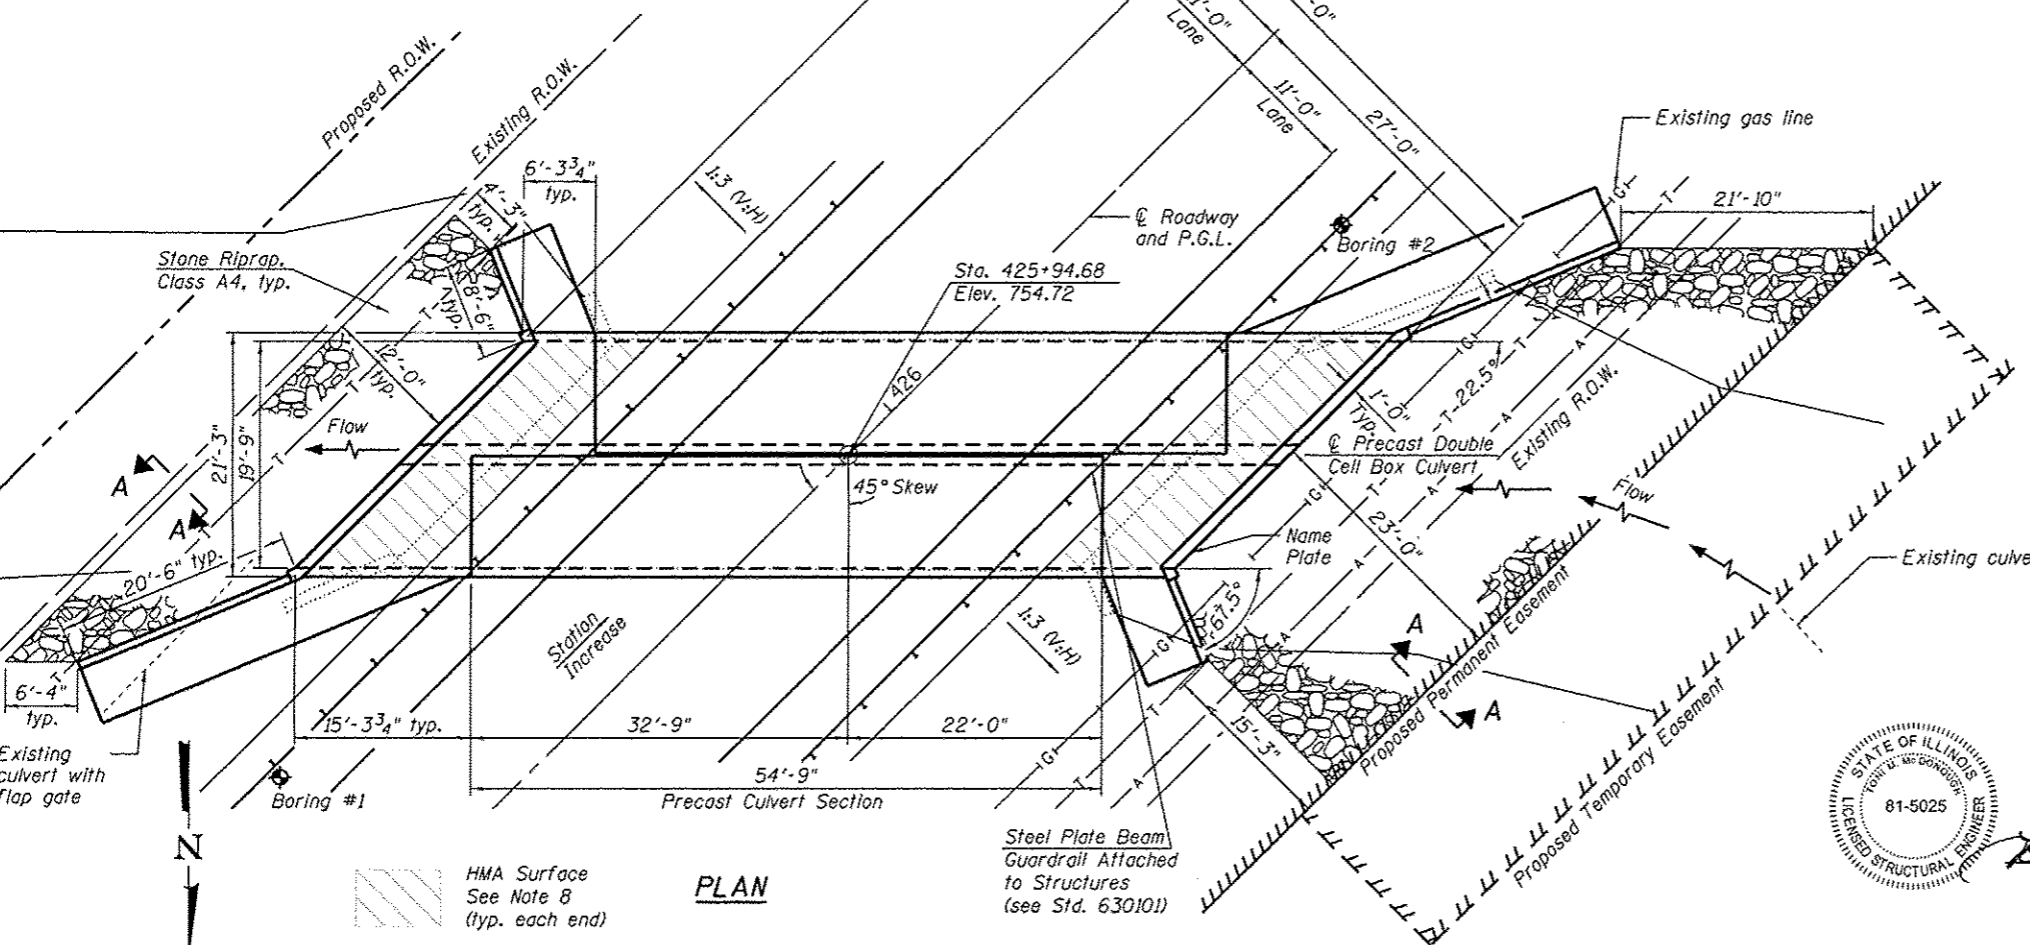 Proposed R.O.W.
Existing R.O.W.
Lane
11'-0"
Lane
27'-0"
Existing gas line
21'-10"
6'-3¾"
typ.
4'-3"
typ.
1:3 (V:H)
℄ Roadway
and P.G.L.
Boring #2
Stone Riprap,
Class A4, typ.
Sta. 425+94.68
Elev. 754.72
8'-6"
typ.
12'-0"
typ.
426
22.5°
1'-0"
Typ.
Existing R.O.W.
Flow
21'-3"
19'-9"
℄ Precast Double
Cell Box Culvert
45° Skew
Flow
A
A
23'-0"
Name
Plate
20'-6" typ.
Station
Increase
1:3 (V:H)
67.5°
A
A
Proposed Permanent Easement
6'-4"
typ.
15'-3¾" typ.
32'-9"
22'-0"
15'-3"
Existing
culvert with
flap gate
Boring #1
54'-9"
Precast Culvert Section
Proposed Temporary Easement
N
HMA Surface
See Note 8
(typ. each end)
PLAN
Steel Plate Beam
Guardrail Attached
to Structures
(see Std. 630101)
STATE OF ILLINOIS
81-5025
LICENSED STRUCTURAL ENGINEER